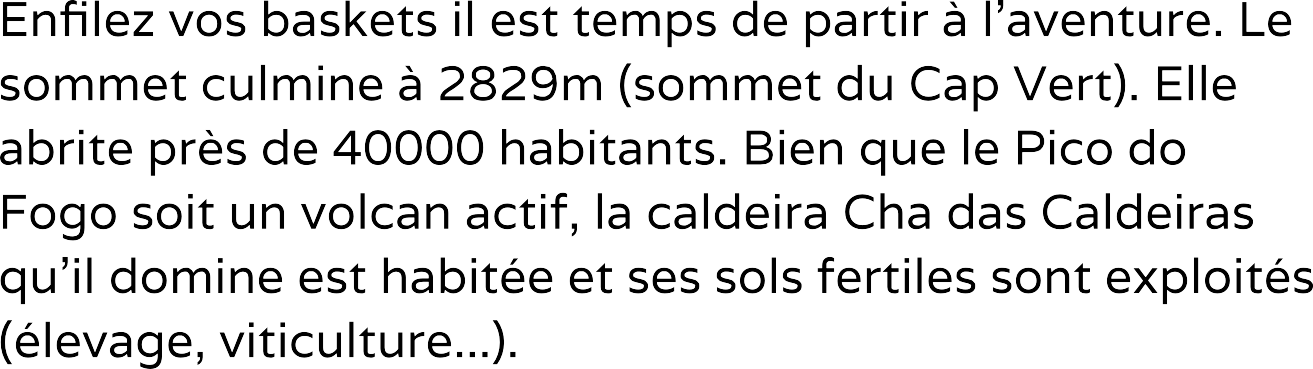 Enfilez vos baskets il est temps de partir à l’aventure. Le
sommet culmine à 2829m (sommet du Cap Vert). Elle
abrite près de 40000 habitants. Bien que le Pico do
Fogo soit un volcan actif, la caldeira Cha das Caldeiras
qu’il domine est habitée et ses sols fertiles sont exploités
(élevage, viticulture...).